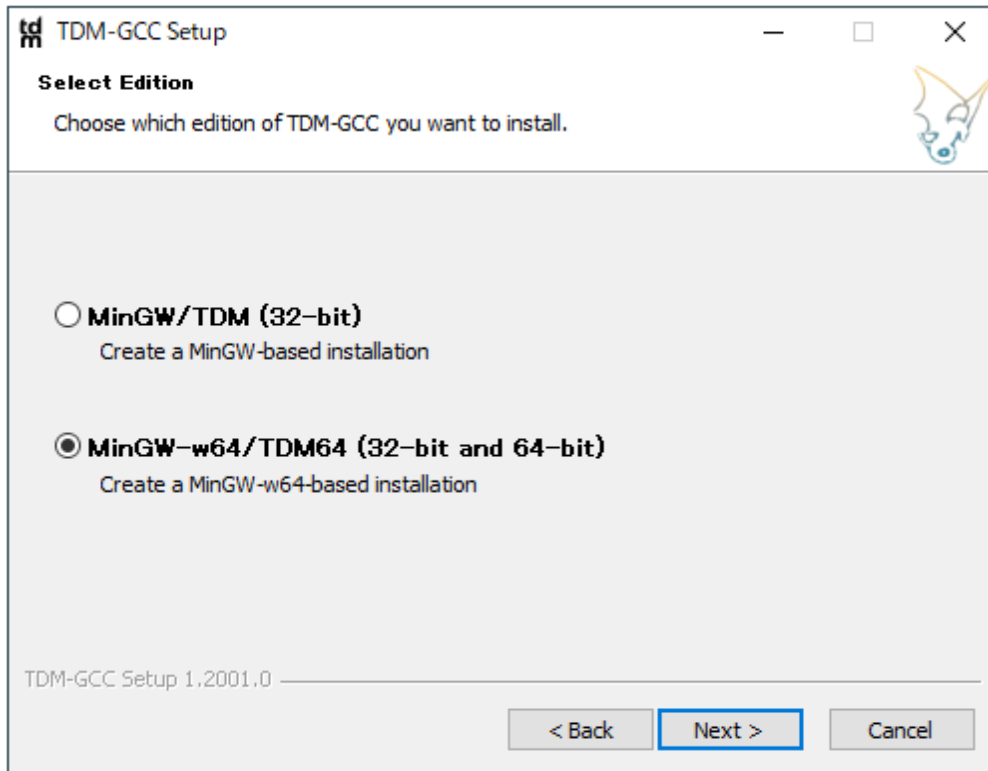 tdm TDM-GCC Setup
Select Edition
Choose which edition of TDM-GCC you want to install.
MinGW/TDM (32-bit)
Create a MinGW-based installation
MinGW-w64/TDM64 (32-bit and 64-bit)
Create a MinGW-w64-based installation
TDM-GCC Setup 1.2001.0
< Back Next > Cancel